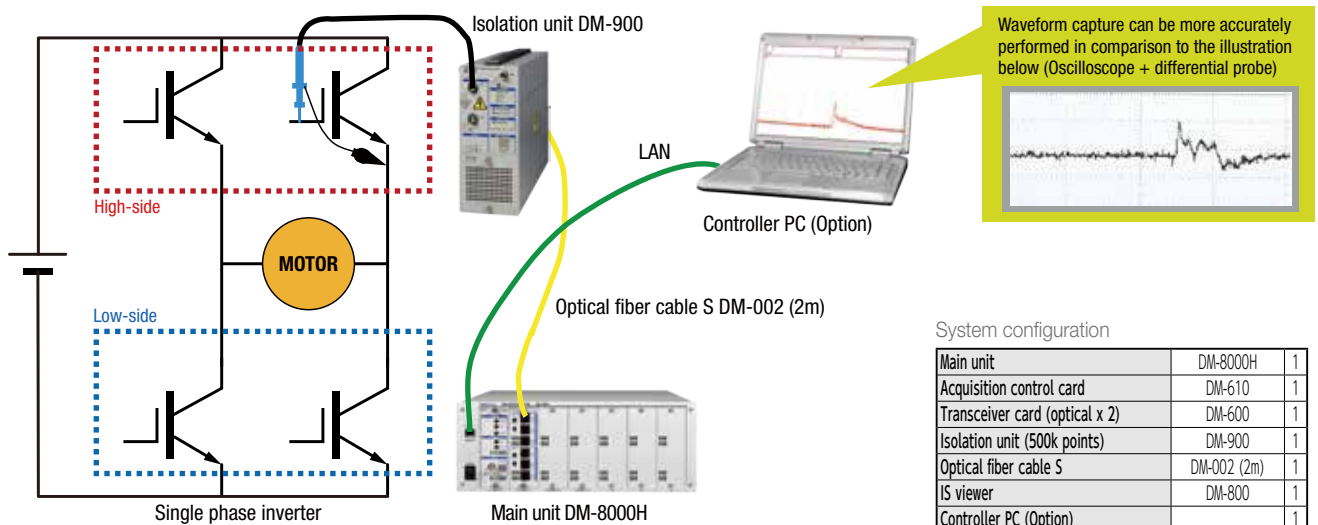 Isolation unit DM-900
Waveform capture can be more accurately
performed in comparison to the illustration
below (Oscilloscope + differential probe)
High-side
LAN
Controller PC (Option)
MOTOR
Low-side
Optical fiber cable S DM-002 (2m)
Single phase inverter
Main unit DM-8000H
System configuration
Main unit DM-8000H 1
Acquisition control card DM-610 1
Transceiver card (optical x 2) DM-600 1
Isolation unit (500k points) DM-900 1
Optical fiber cable S DM-002 (2m) 1
IS viewer DM-800 1
Controller PC (Option) 1